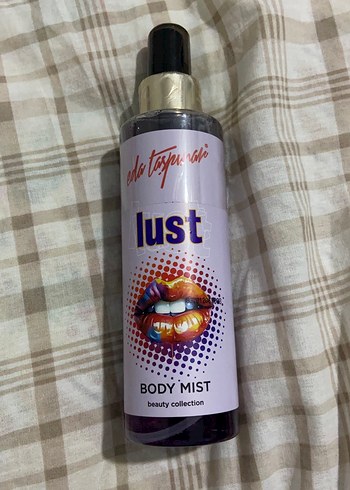 eda taşpınar
lust
BODY MIST
beauty collection